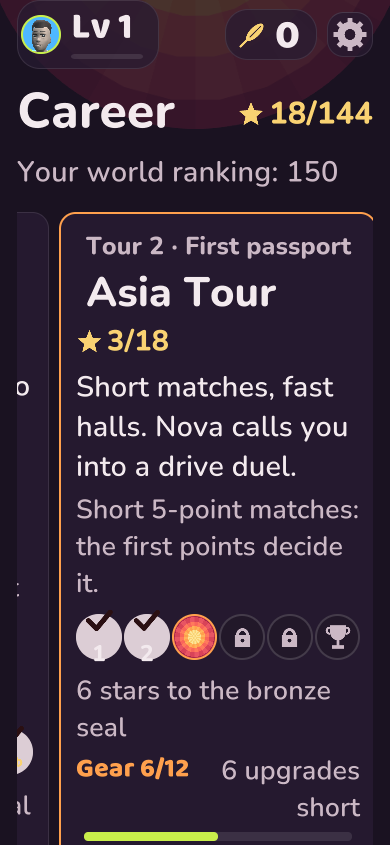 Lv 1
0
Career
18/144
Your world ranking: 150
Tour 2 · First passport
Asia Tour
3/18
o
Short matches, fast
halls. Nova calls you
into a drive duel.
Short 5-point matches:
the first points decide
it.
1 2
6 stars to the bronze
seal
Gear 6/12
6 upgrades
short
al